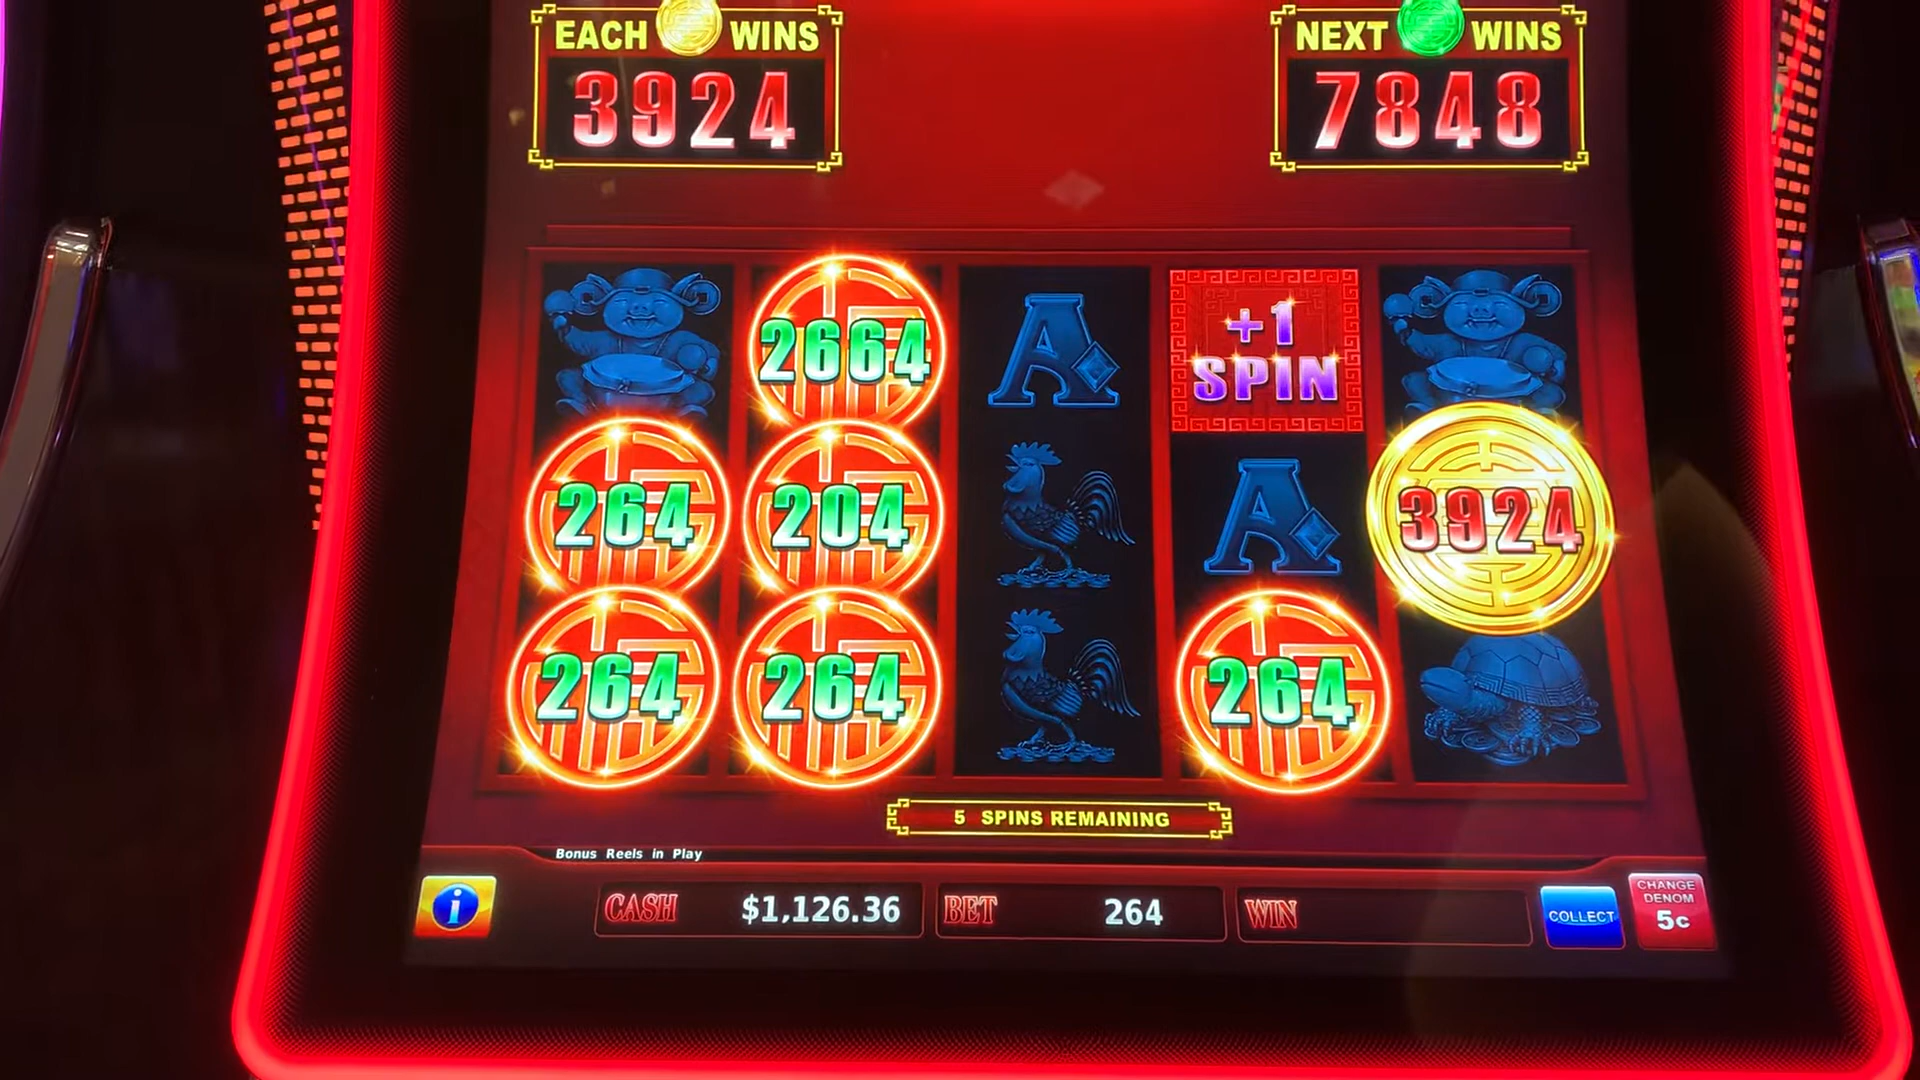 EACH WINS
3924
NEXT WINS
7848
2664
+1
SPIN
A
264
204
A
3924
264
264
264
5 SPINS REMAINING
Bonus Reels in Play
i
CASH $1,126.36
BET 264
WIN
COLLECT
CHANGE
DENOM
5c